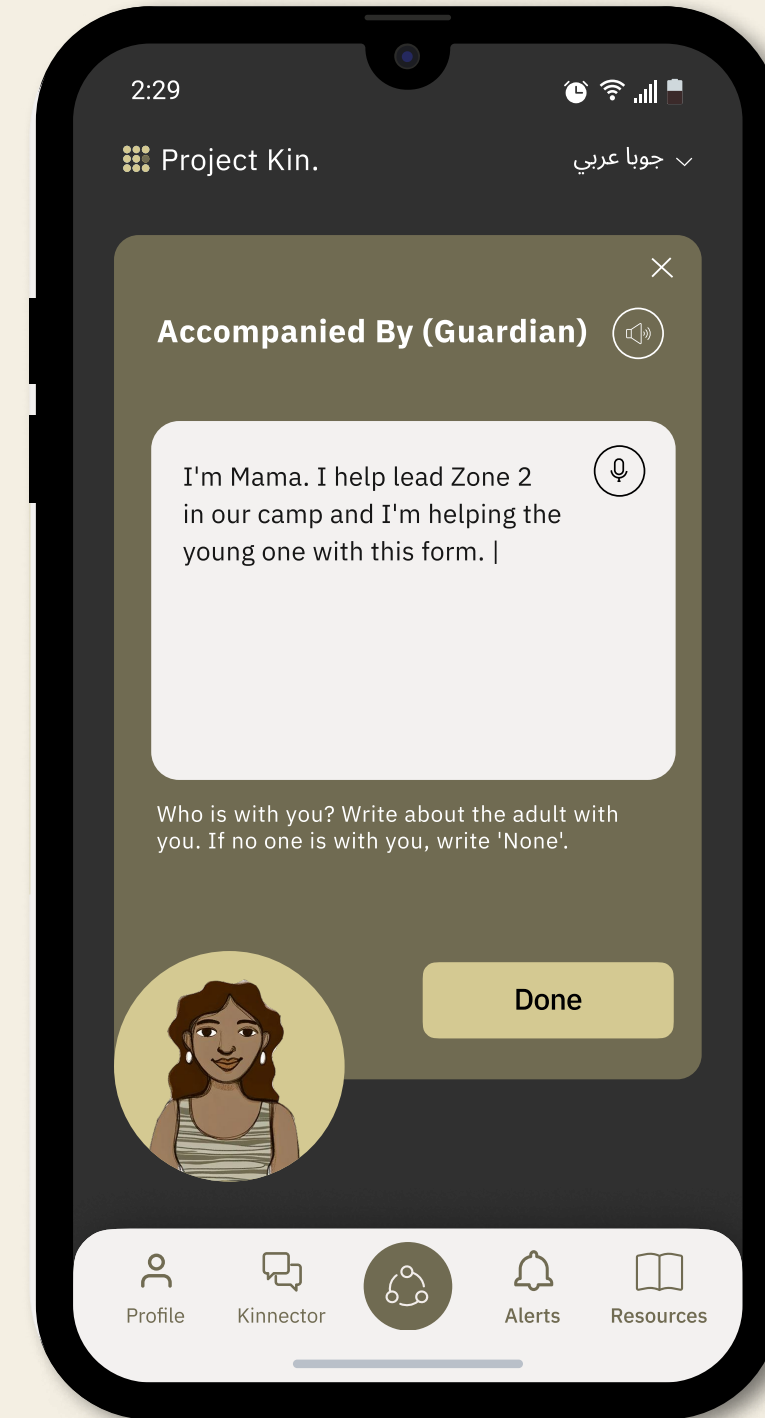 2:29
Project Kin.
جوبا عربي
Accompanied By (Guardian)
I'm Mama. I help lead Zone 2
in our camp and I'm helping the
young one with this form. |
Who is with you? Write about the adult with
you. If no one is with you, write 'None'.
Done
Profile
Kinnector
Alerts
Resources